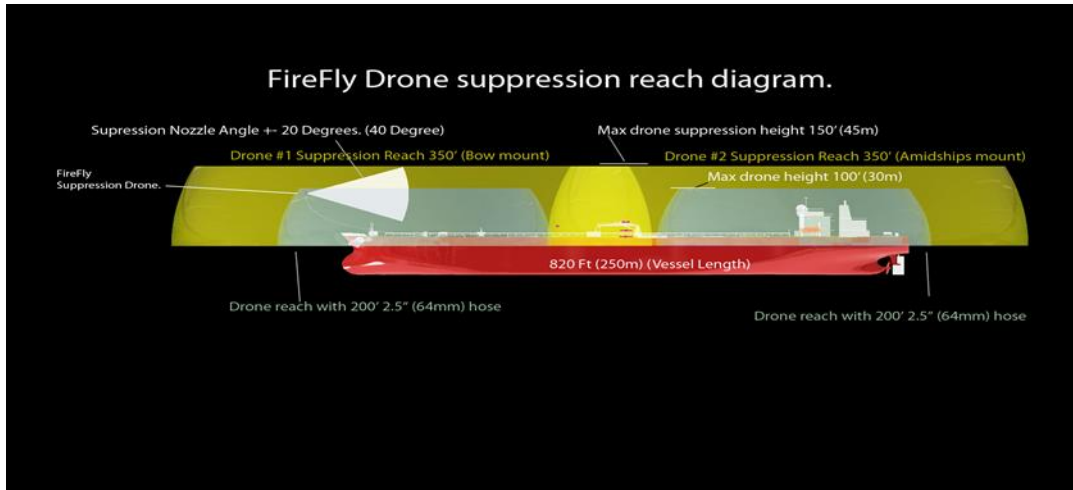 FireFly Drone suppression reach diagram.
Supression Nozzle Angle +- 20 Degrees. (40 Degree)
Max drone suppression height 150' (45m)
Drone #1 Suppression Reach 350' (Bow mount)
Drone #2 Suppression Reach 350' (Amidships mount)
FireFly
Suppression Drone.
Max drone height 100' (30m)
820 Ft (250m) (Vessel Length)
Drone reach with 200' 2.5" (64mm) hose
Drone reach with 200' 2.5" (64mm) hose